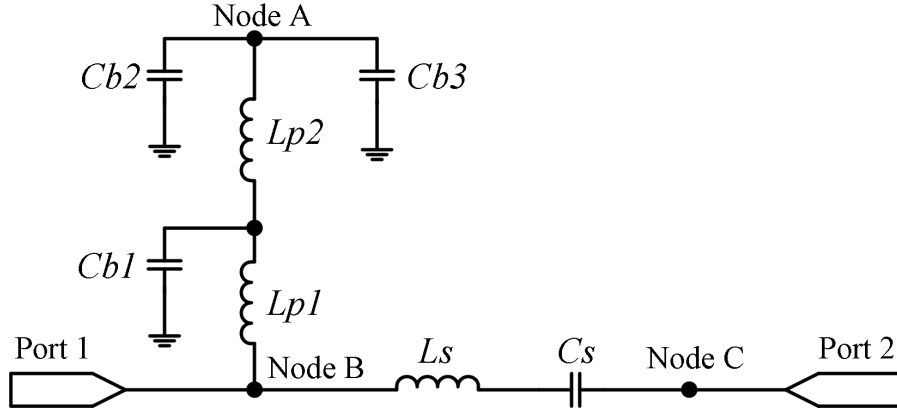 Node A
Cb2
Cb3
Lp2
Cb1
Lp1
Port 1
Node B
Ls
Cs
Node C
Port 2